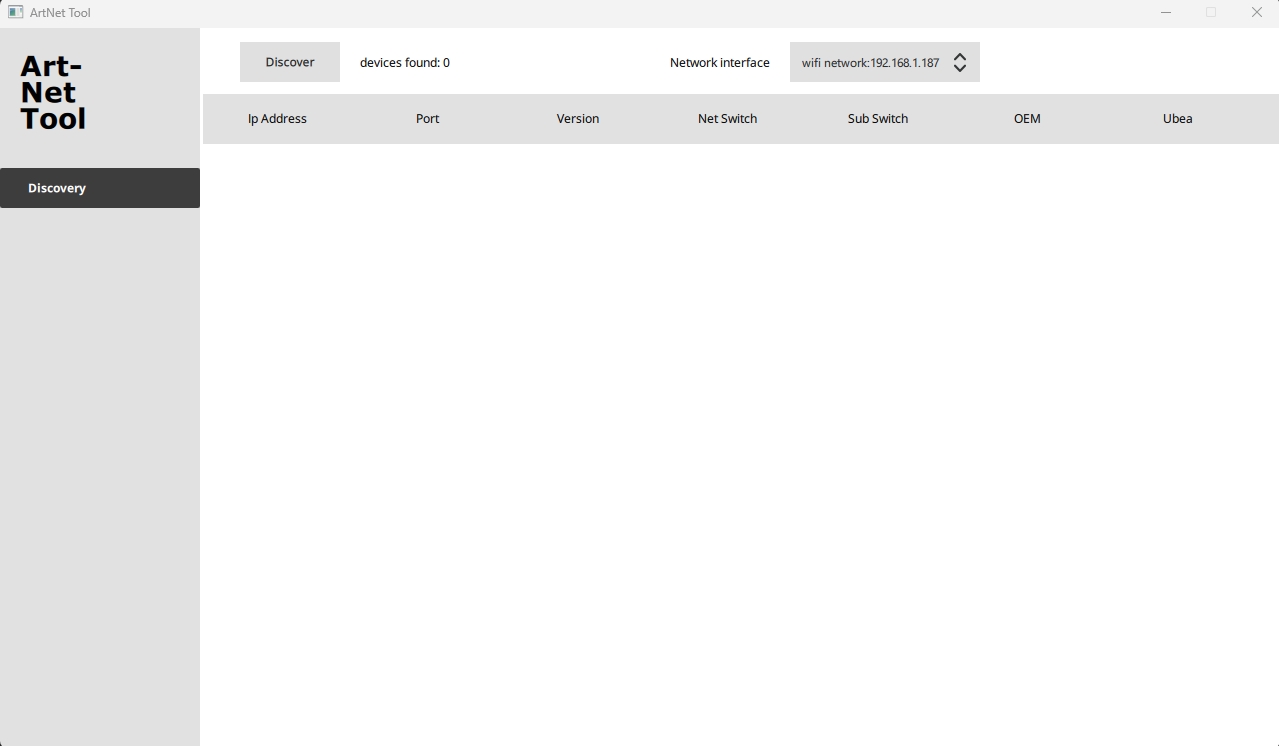 ArtNet Tool
Art-
Net
Tool
Discovery
Discover devices found: 0 Network interface wifi network:192.168.1.187
Ip Address Port Version Net Switch Sub Switch OEM Ubea